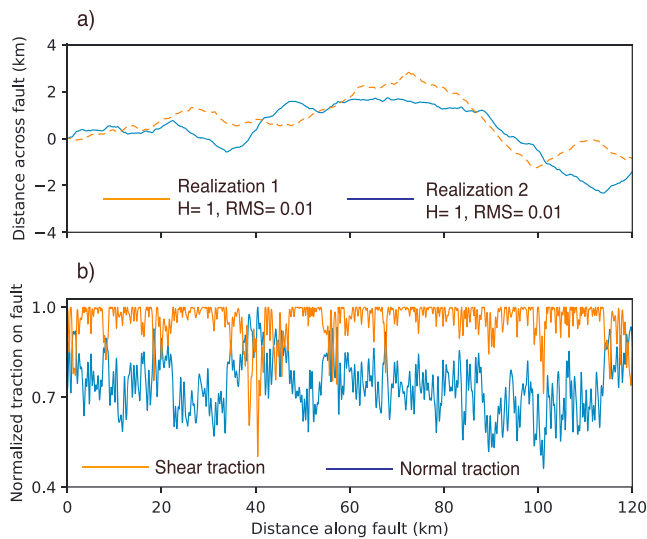 a)
Distance across fault (km)
4
2
0
−2
−4
Realization 1
H= 1, RMS= 0.01
Realization 2
H= 1, RMS= 0.01
b)
Normalized traction on fault
1.0
0.7
0.4
Shear traction
Normal traction
0 20 40 60 80 100 120
Distance along fault (km)